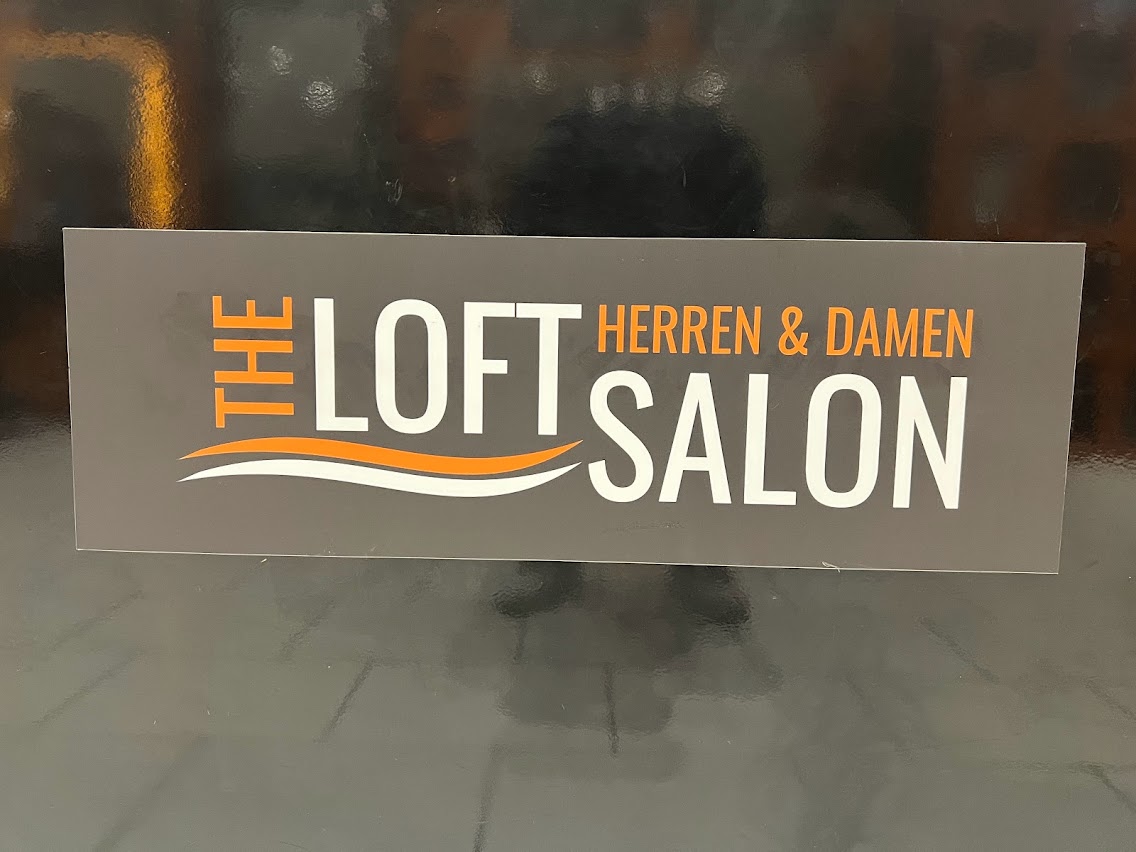 THE LOFT
HERREN & DAMEN
SALON